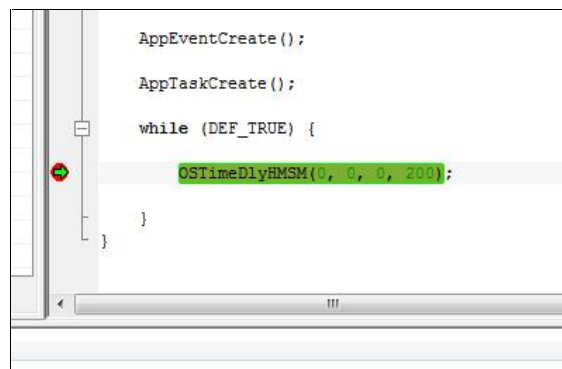 AppEventCreate();
AppTaskCreate();
while (DEF_TRUE) {
OSTimeDlyHMSM(0, 0, 0, 200);
}
}